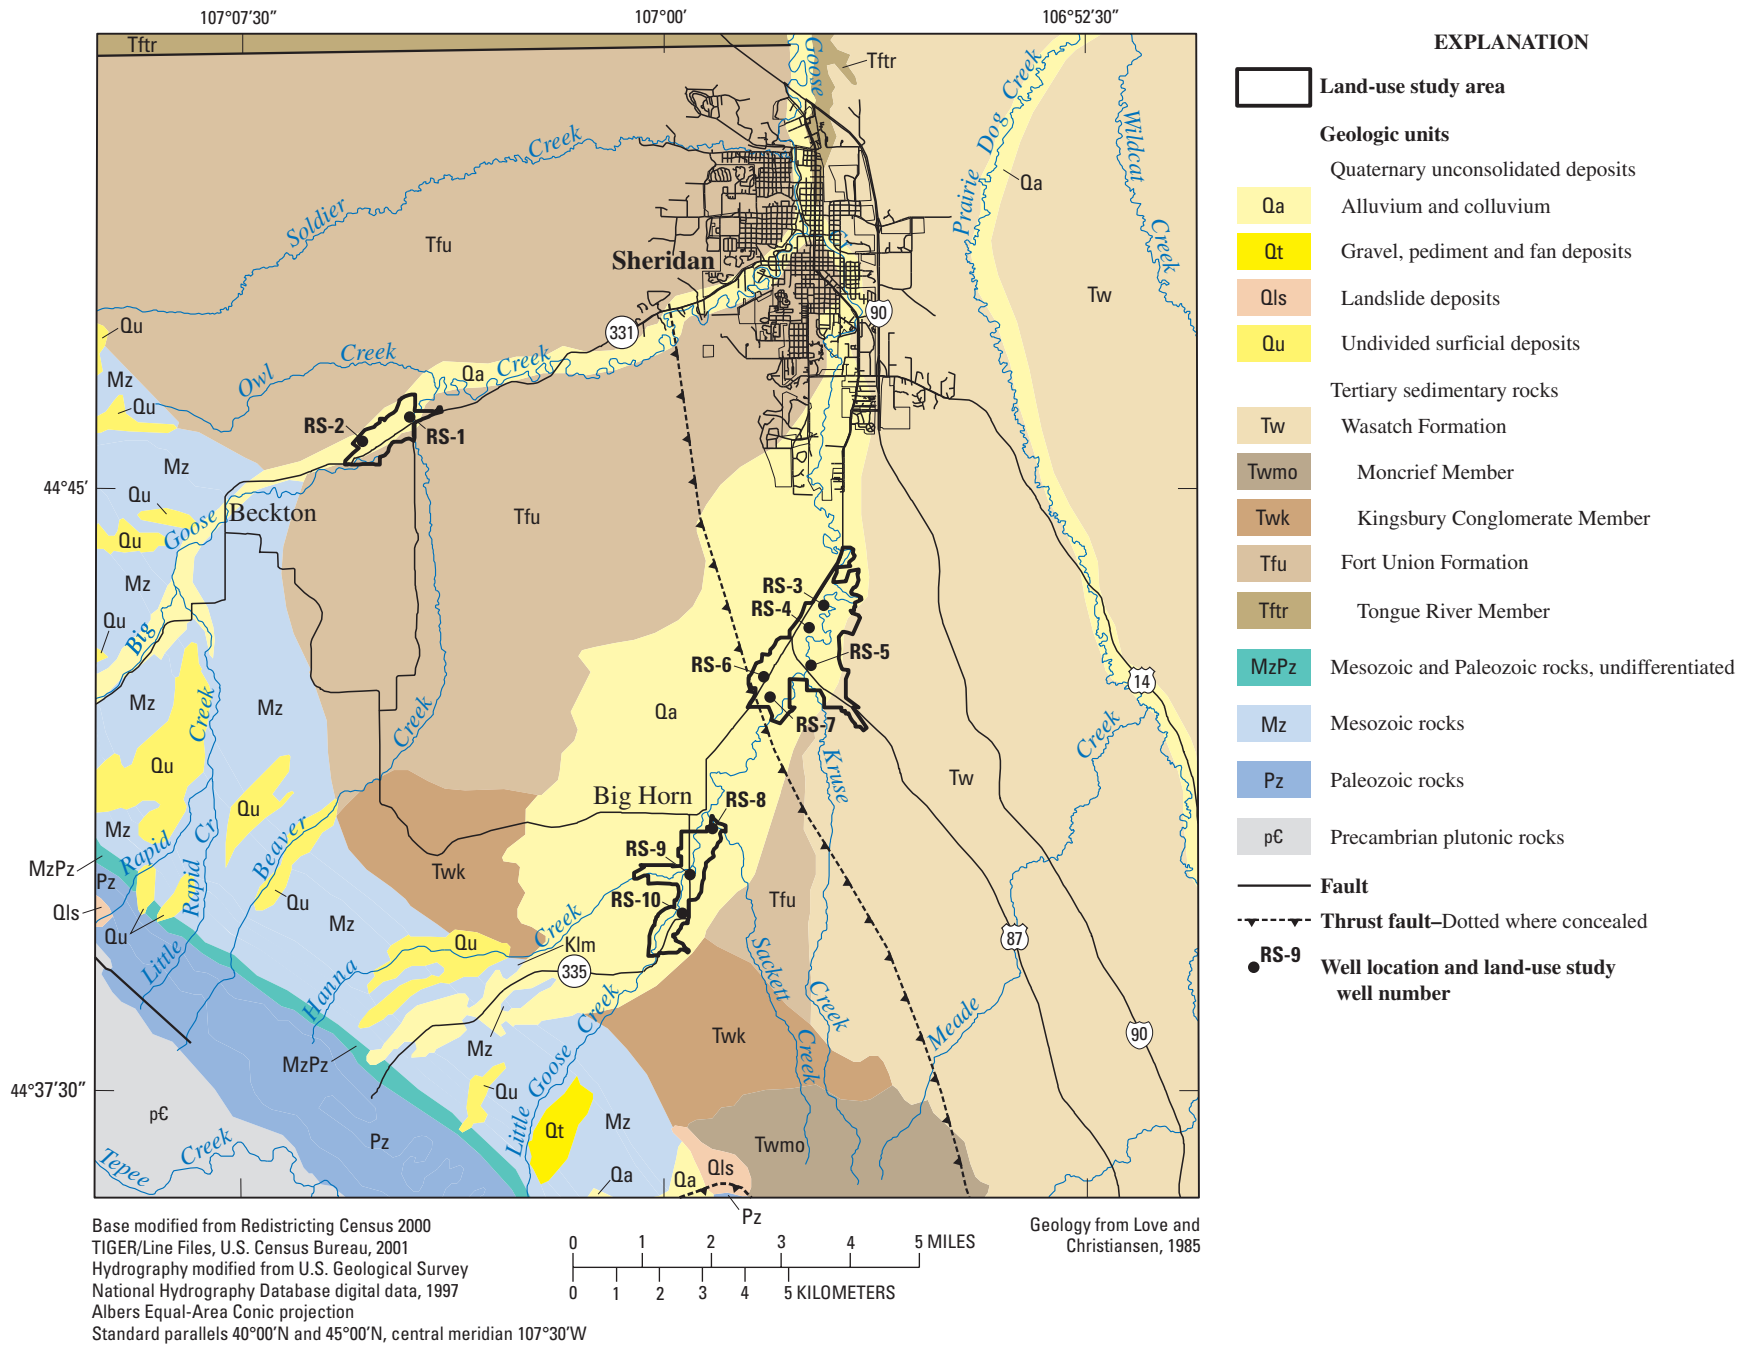 107°07'30"
107°00'
106°52'30"
Tftr
Goose
Tftr
Creek
Dog
Prairie
Wildcat
Creek
Qa
Creek
Soldier
Tfu
Sheridan
Cr
Tw
90
331
Qu
Mz
Qu
Owl
Creek
Qa
Creek
RS-2
RS-1
Mz
44°45'
Qu
Beckton
Goose
Qu
Tfu
Mz
Qu
Big
RS-3
RS-4
RS-5
RS-6
RS-7
14
Mz
Creek
Mz
Qa
Creek
Creek
Qu
Kruse
Tw
Big Horn
RS-8
Qu
Mz
Rapid
Cr
Rapid
Beaver
MzPz
Pz
Twk
RS-9
RS-10
Tfu
Qls
Qu
Qu
Mz
Little
Qu
Creek
Klm
335
Hanna
Sackett
Creek
Creek
87
Creek
Meade
90
Twk
MzPz
Mz
Goose
Little
Qu
44°37'30"
p€
Pz
Qt
Mz
Twmo
Tepee
Creek
Qa
Qa
Qls
Pz
EXPLANATION
Land-use study area
Geologic units
Quaternary unconsolidated deposits
Qa Alluvium and colluvium
Qt Gravel, pediment and fan deposits
Qls Landslide deposits
Qu Undivided surficial deposits
Tertiary sedimentary rocks
Tw Wasatch Formation
Twmo Moncrief Member
Twk Kingsbury Conglomerate Member
Tfu Fort Union Formation
Tftr Tongue River Member
MzPz Mesozoic and Paleozoic rocks, undifferentiated
Mz Mesozoic rocks
Pz Paleozoic rocks
p€ Precambrian plutonic rocks
Fault
Thrust fault–Dotted where concealed
RS-9 Well location and land-use study
well number
Base modified from Redistricting Census 2000
TIGER/Line Files, U.S. Census Bureau, 2001
Hydrography modified from U.S. Geological Survey
National Hydrography Database digital data, 1997
Albers Equal-Area Conic projection
Standard parallels 40°00'N and 45°00'N, central meridian 107°30'W
0 1 2 3 4 5 MILES
0 1 2 3 4 5 KILOMETERS
Geology from Love and
Christiansen, 1985